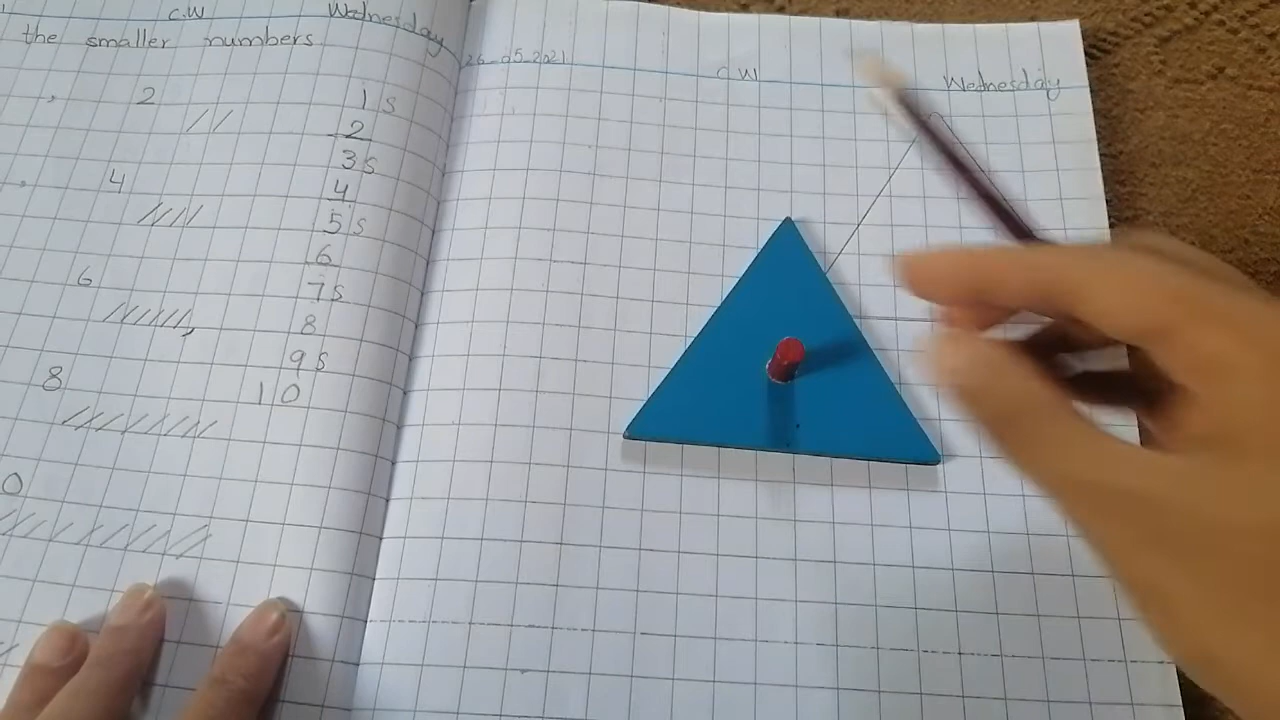 c.w Wednesday
the smaller numbers
2 1 s
2
3 s
4 4
5 s
6
6 7 s
8
9 s
8 10
0
26-05-2021 C W Wednesday